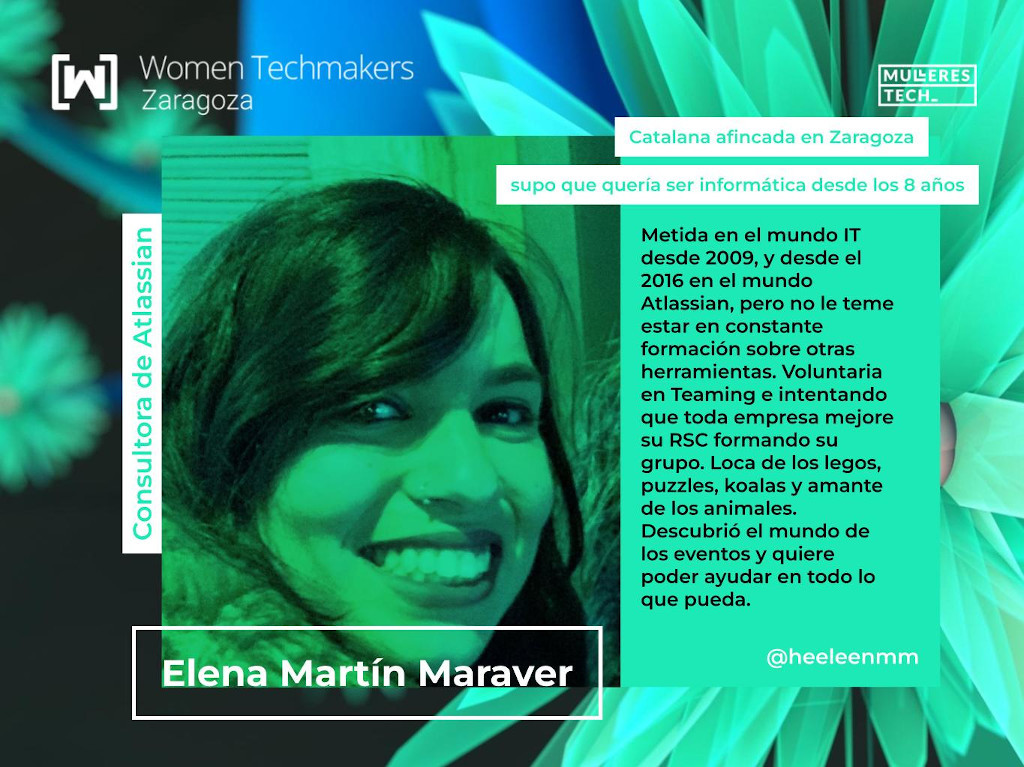 [W] Women Techmakers
Zaragoza
MULLERES
TECH_
Catalana afincada en Zaragoza
supo que quería ser informática desde los 8 años
Consultora de Atlassian
Metida en el mundo IT
desde 2009, y desde el
2016 en el mundo
Atlassian, pero no le teme
estar en constante
formación sobre otras
herramientas. Voluntaria
en Teaming e intentando
que toda empresa mejore
su RSC formando su
grupo. Loca de los legos,
puzzles, koalas y amante
de los animales.
Descubrió el mundo de
los eventos y quiere
poder ayudar en todo lo
que pueda.
@heeleenmm
Elena Martín Maraver